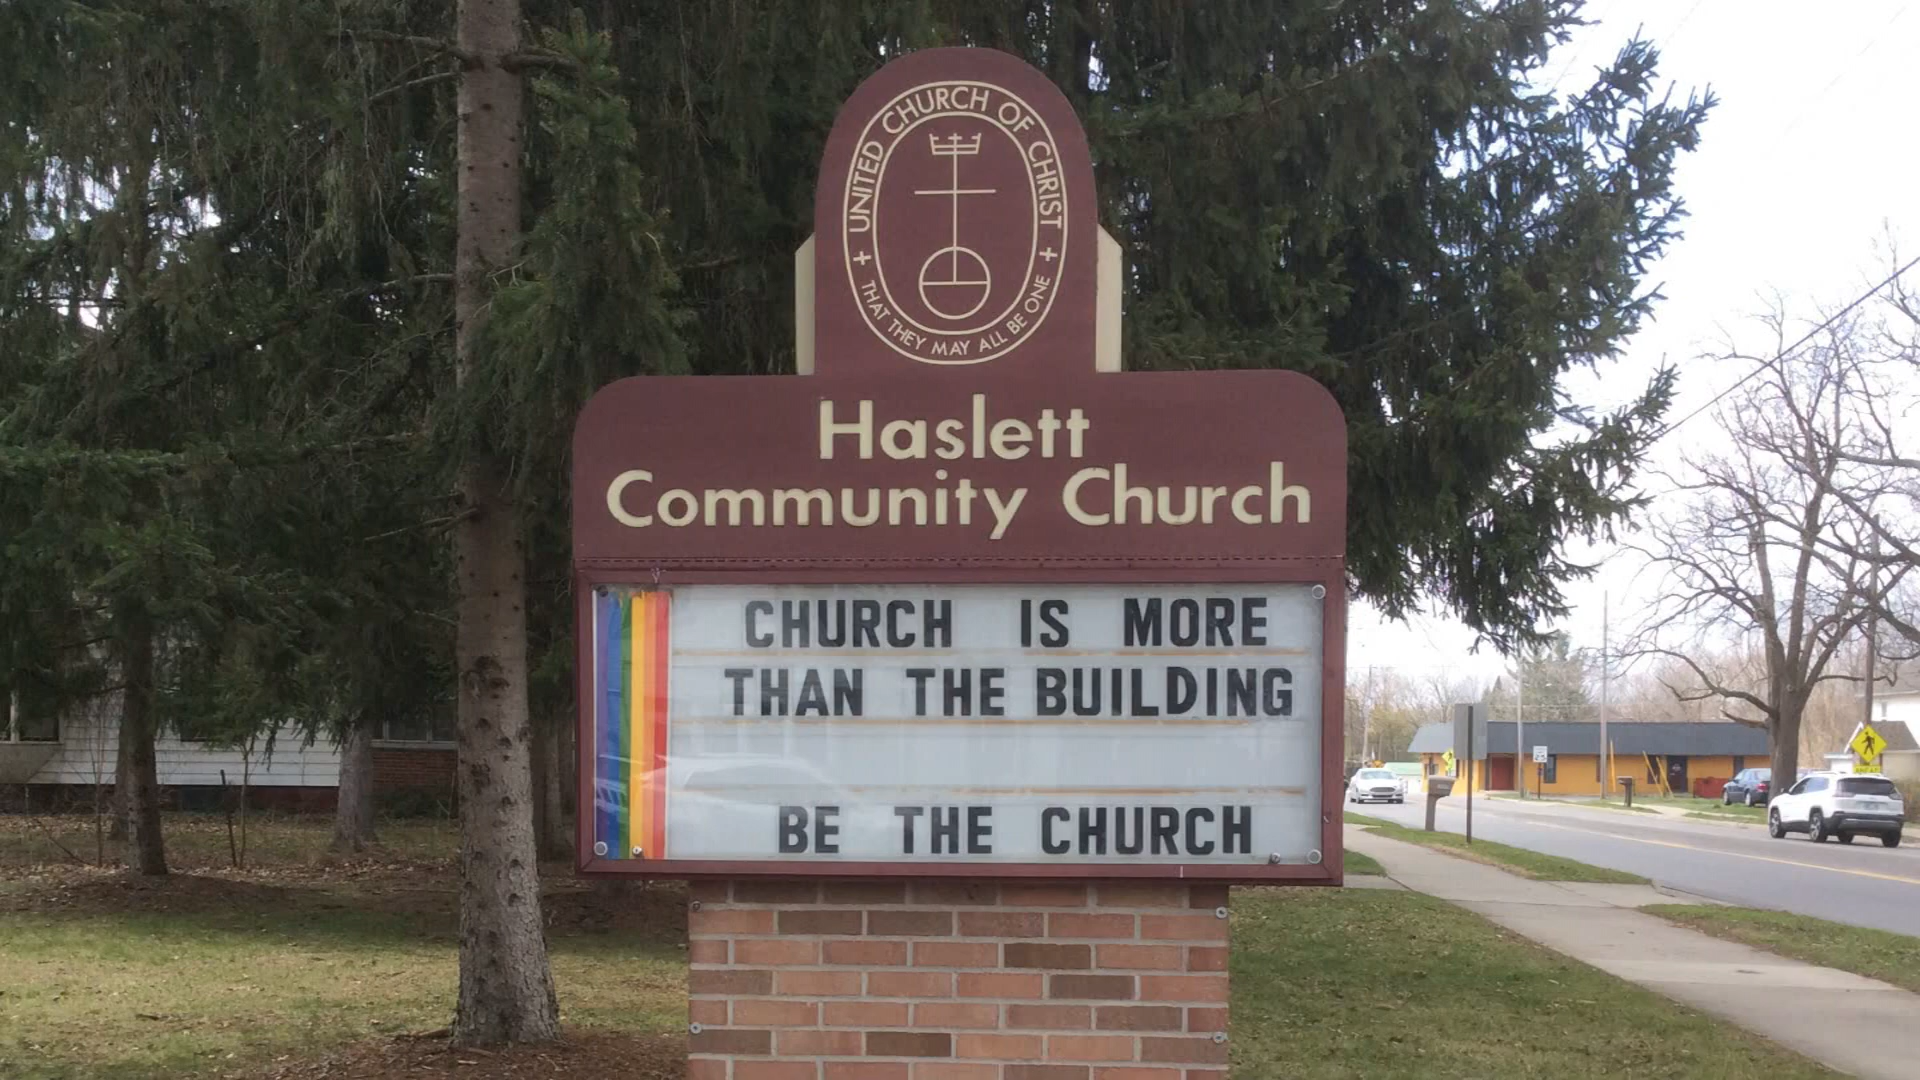 UNITED CHURCH OF CHRIST
THAT THEY MAY ALL BE ONE
Haslett
Community Church
CHURCH IS MORE
THAN THE BUILDING
BE THE CHURCH